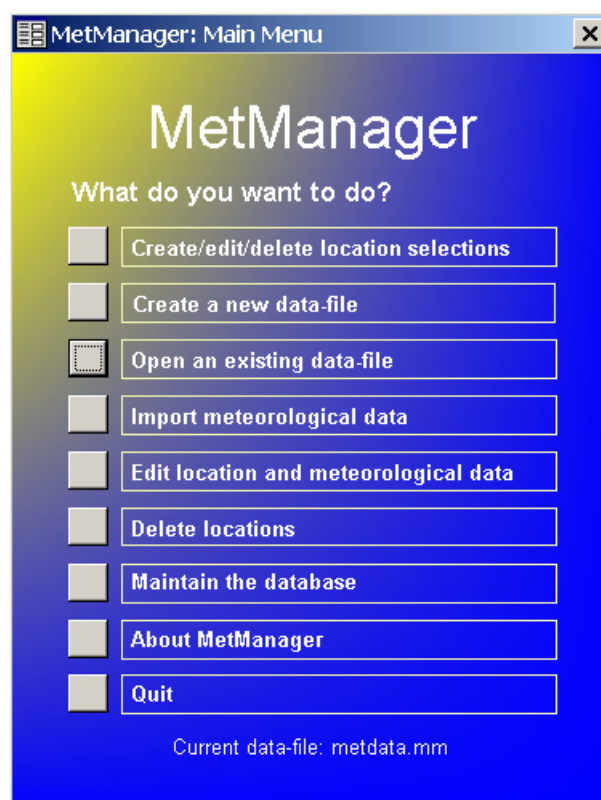 MetManager: Main Menu
MetManager
What do you want to do?
Create/edit/delete location selections
Create a new data-file
Open an existing data-file
Import meteorological data
Edit location and meteorological data
Delete locations
Maintain the database
About MetManager
Quit
Current data-file: metdata.mm